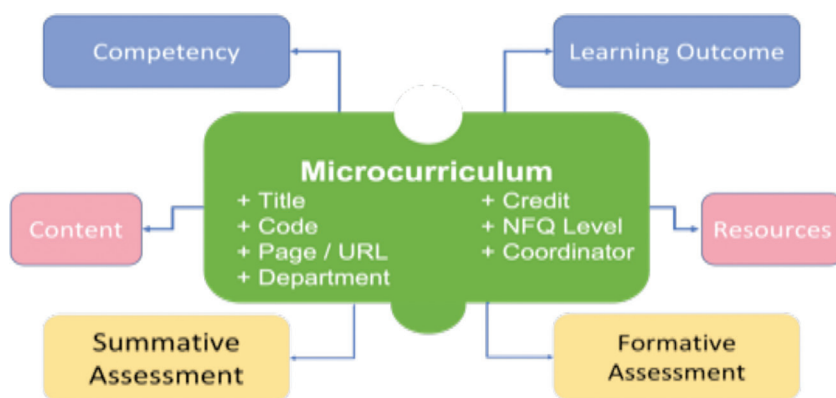 Competency
Learning Outcome
Microcurriculum
+ Title
+ Code
+ Page / URL
+ Department
+ Credit
+ NFQ Level
+ Coordinator
Content
Resources
Summative
Assessment
Formative
Assessment